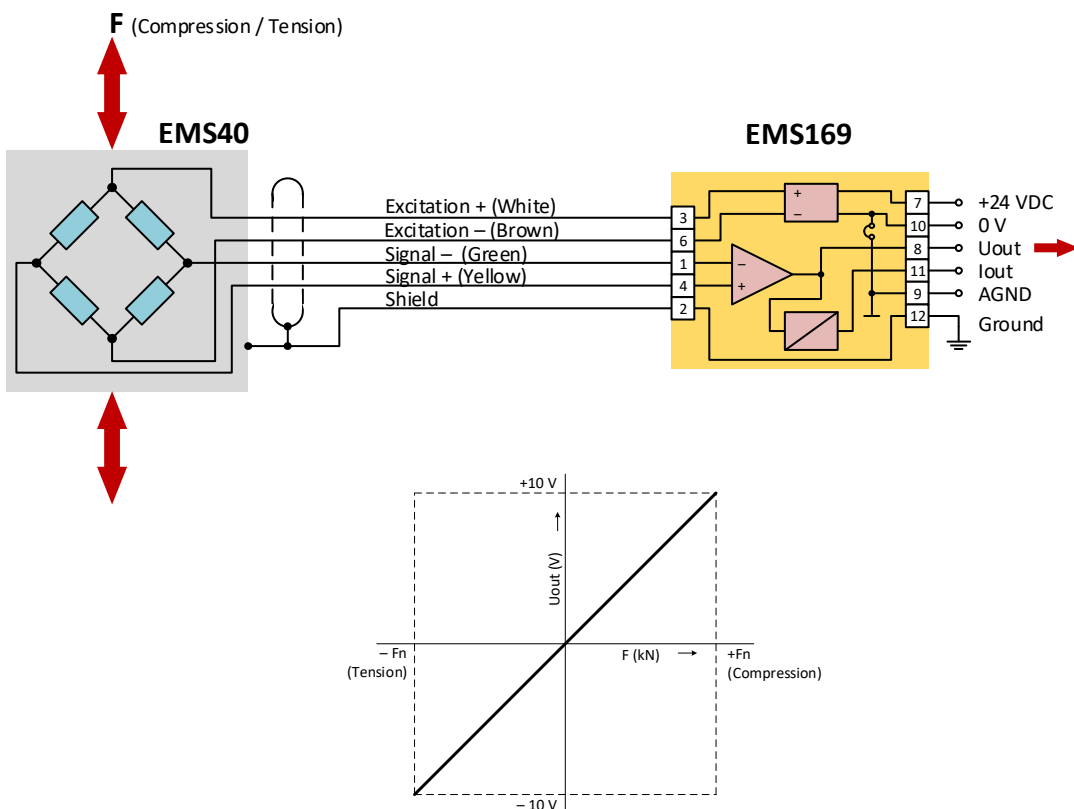 F (Compression / Tension)
EMS40
EMS169
Excitation + (White)
Excitation – (Brown)
Signal – (Green)
Signal + (Yellow)
Shield
3
6
1
4
2
+
–
–
+
7
10
8
11
9
12
+24 VDC
0 V
Uout
Iout
AGND
Ground
+10 V
Uout (V)
– Fn
(Tension)
F (kN)
+Fn
(Compression)
– 10 V